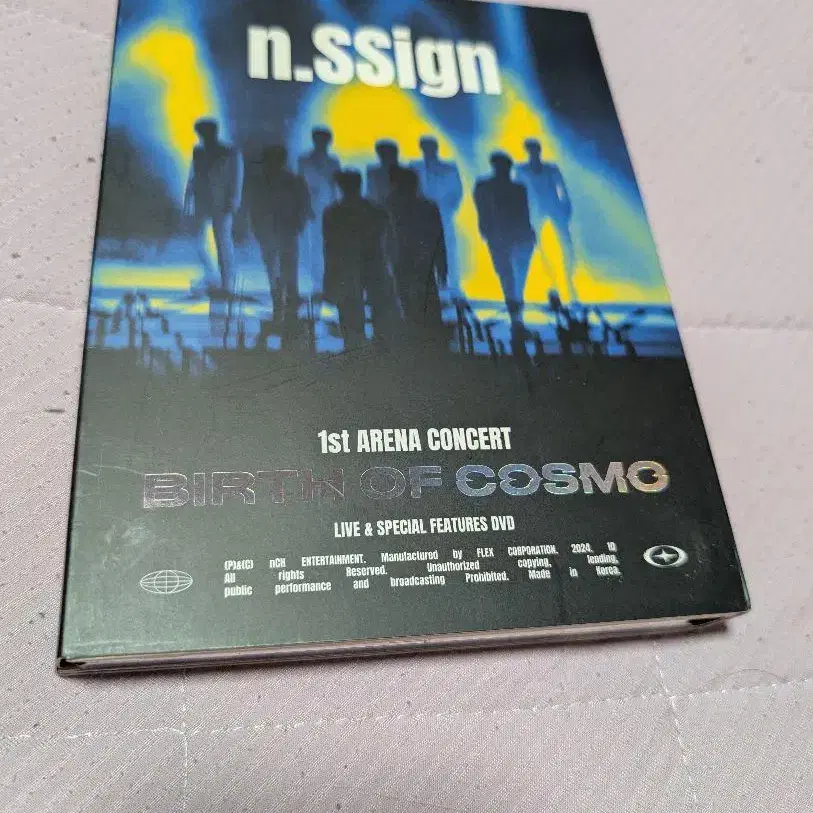 n.SSign
1st ARENA CONCERT
BIRTH OF COSMO
LIVE & SPECIAL FEATURES DVD
(P)&(C) nCH ENTERTAINMENT. Manufactured by FLEX CORPORATION. 2024. 10
All rights Reserved. Unauthorized copying, lending,
public performance and broadcasting Prohibited. Made in Korea.